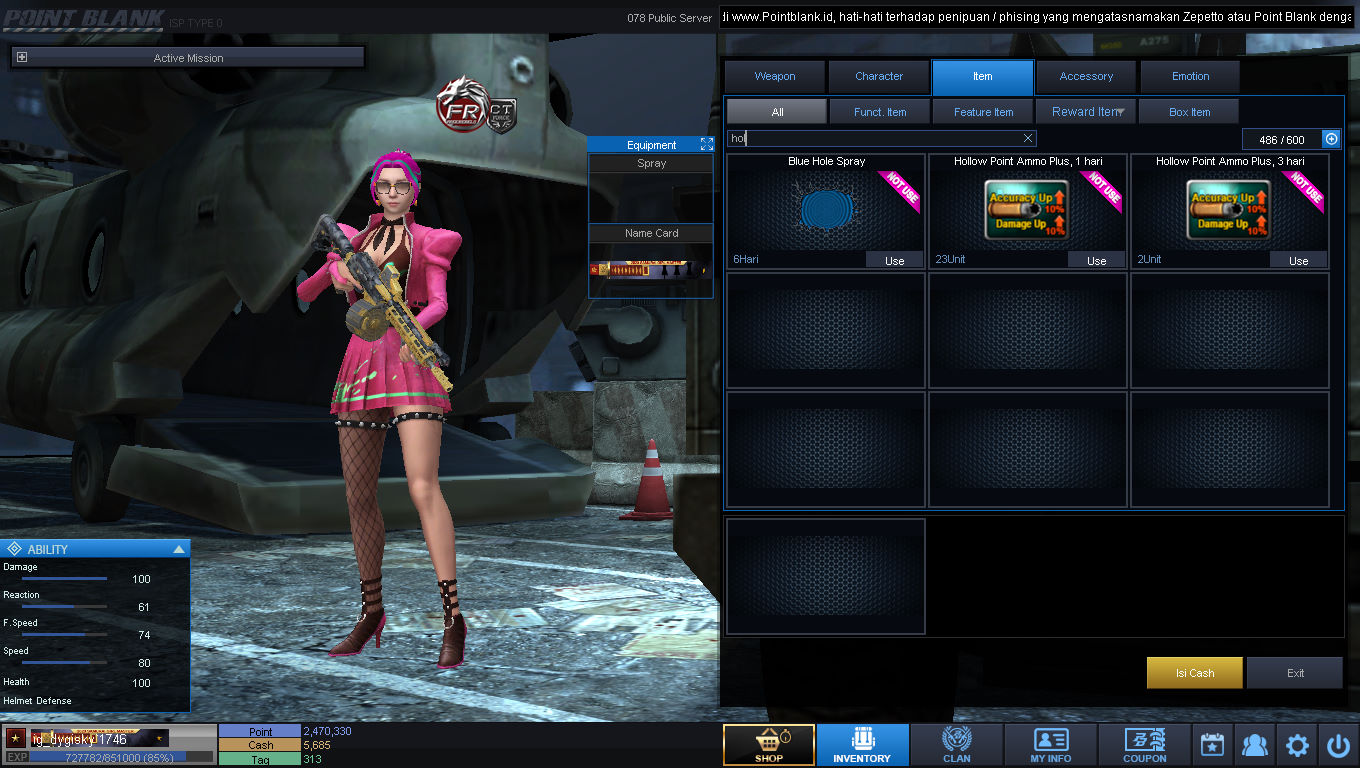 POINT BLANK
ISP TYPE 0
078 Public Server
di www.Pointblank.id, hati-hati terhadap penipuan / phising yang mengatasnamakan Zepetto atau Point Blank denga
Active Mission
FR
CT
FORCE
A275
Equipment
Spray
Name Card
Weapon
Character
Item
Accessory
Emotion
All
Funct. Item
Feature Item
Reward Item
Box Item
hol
486 / 600
Blue Hole Spray
NOT USE
6Hari
Use
Hollow Point Ammo Plus, 1 hari
NOT USE
Accuracy Up
10%
Damage Up
10%
23Unit
Use
Hollow Point Ammo Plus, 3 hari
NOT USE
Accuracy Up
10%
Damage Up
10%
2Unit
Use
ABILITY
Damage
100
Reaction
61
F.Speed
74
Speed
80
Health
100
Helmet Defense
Isi Cash
Exit
ig_dygisky11746
EXP
727782/851000 (85%)
Point
2,470,330
Cash
5,685
Tag
313
SHOP
INVENTORY
CLAN
MY INFO
COUPON